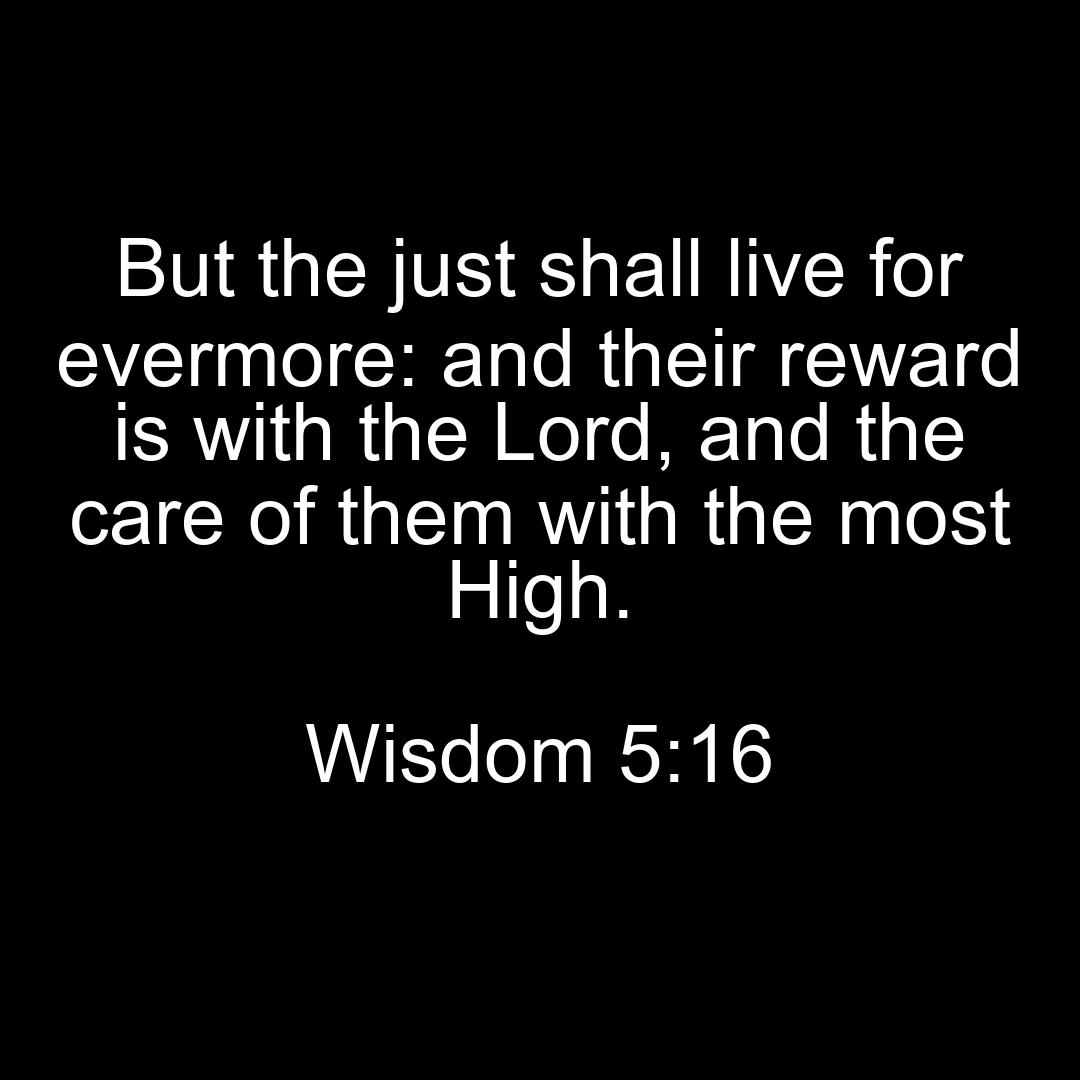 But the just shall live for
evermore: and their reward
is with the Lord, and the
care of them with the most
High.
Wisdom 5:16